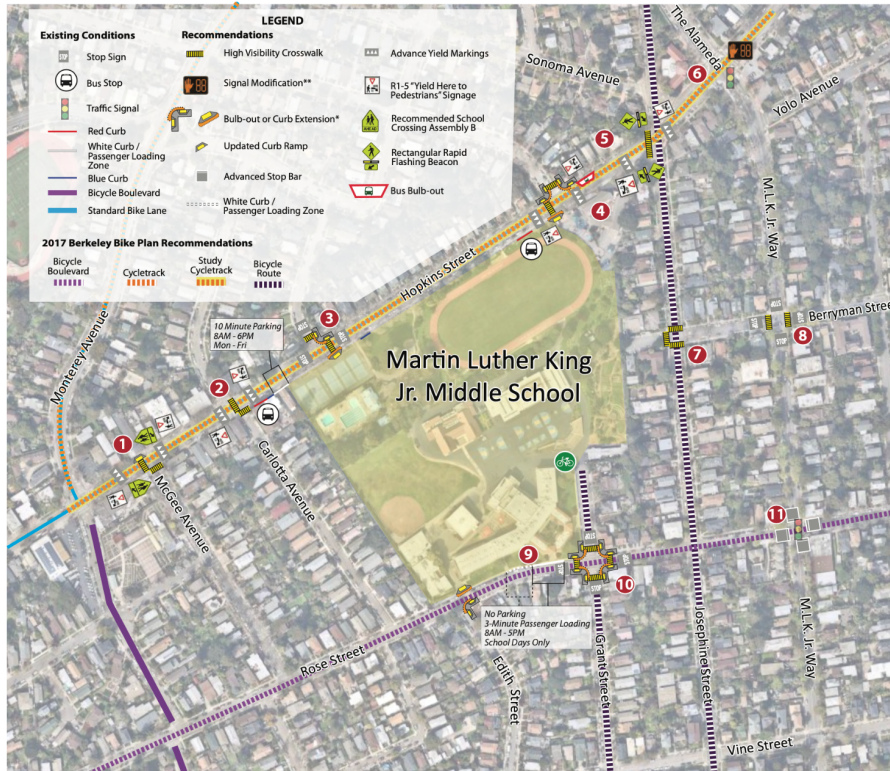 LEGEND
Existing Conditions
STOP
Stop Sign
Bus Stop
Traffic Signal
Red Curb
White Curb /
Passenger Loading
Zone
Blue Curb
Bicycle Boulevard
Standard Bike Lane
Recommendations
High Visibility Crosswalk
Signal Modification**
Bulb-out or Curb Extension*
Updated Curb Ramp
Advanced Stop Bar
White Curb /
Passenger Loading Zone
Advance Yield Markings
R1-5 "Yield Here to
Pedestrians" Signage
AHEAD
Recommended School
Crossing Assembly B
Rectangular Rapid
Flashing Beacon
Bus Bulb-out
2017 Berkeley Bike Plan Recommendations
Bicycle
Boulevard
Cycletrack
Study
Cycletrack
Bicycle
Route
The Alameda
6
Sonoma Avenue
Yolo Avenue
5
M.L.K. Jr. Way
4
Hopkins Street
3
Berryman Street
8
7
10 Minute Parking
8AM - 6PM
Mon - Fri
Monterey Avenue
Martin Luther King
Jr. Middle School
2
1
Carlotta Avenue
McGee Avenue
11
9
10
STOP
No Parking
3-Minute Passenger Loading
8AM - 5PM
School Days Only
Rose Street
Edith Street
Grant Street
Josephine Street
M.L.K. Jr. Way
Vine Street